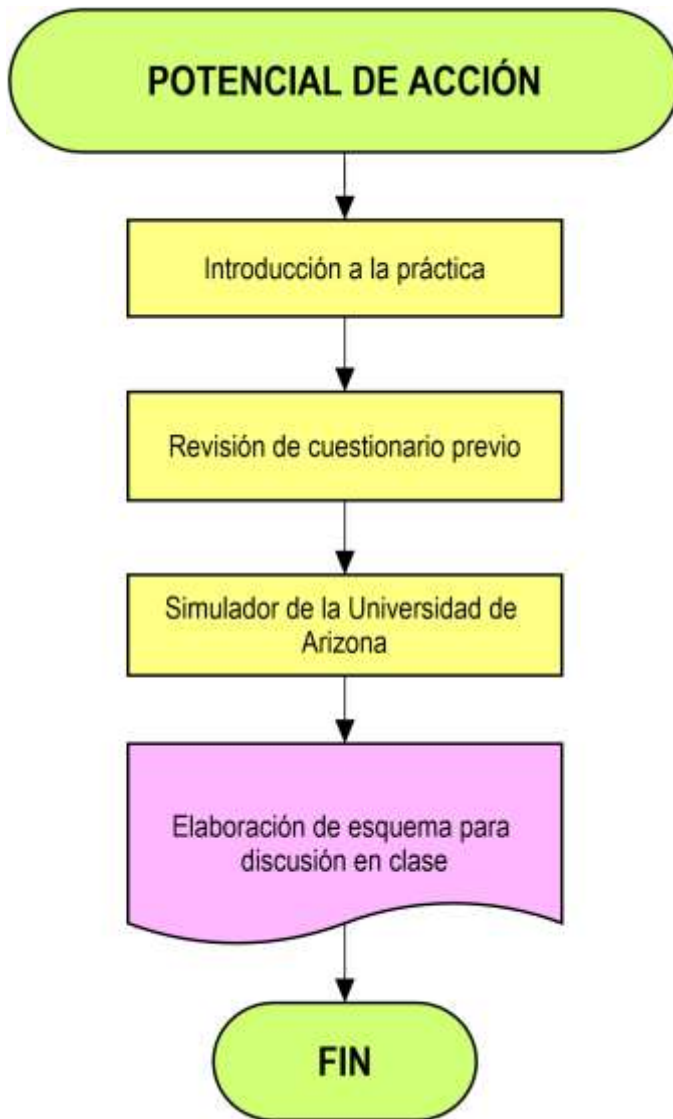 POTENCIAL DE ACCIÓN
Introducción a la práctica
Revisión de cuestionario previo
Simulador de la Universidad de
Arizona
Elaboración de esquema para
discusión en clase
FIN